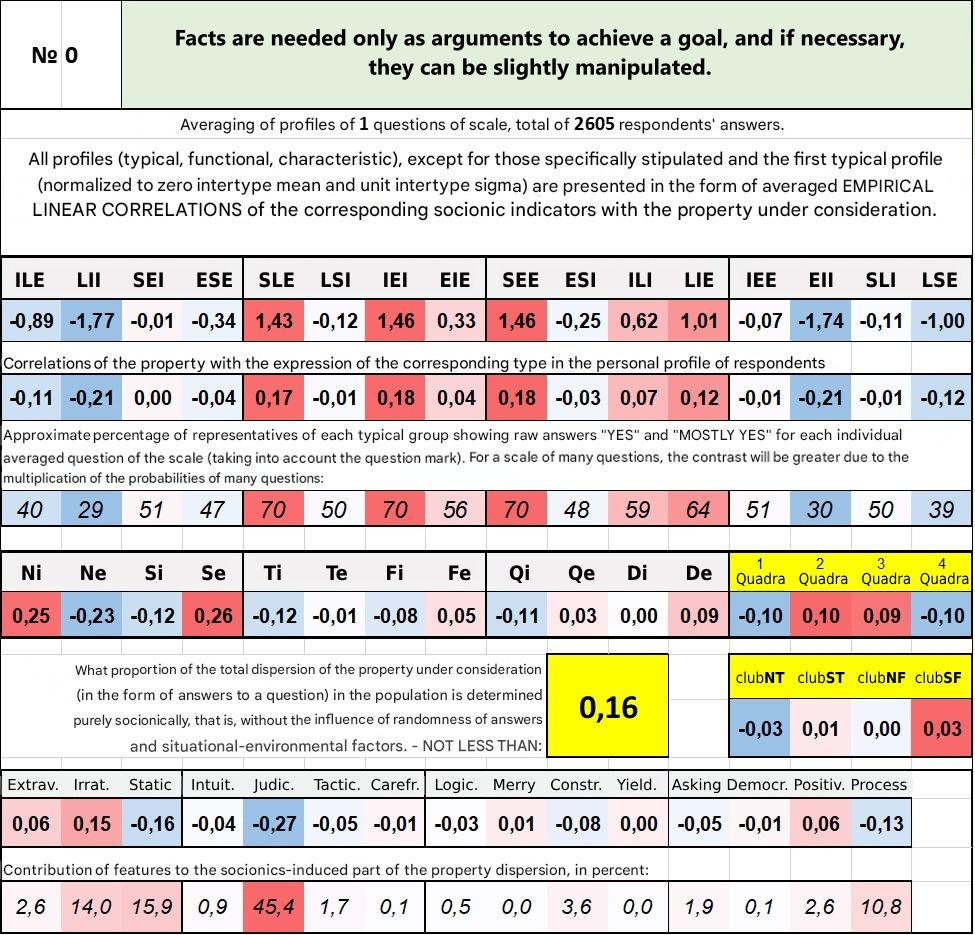 № 0
Facts are needed only as arguments to achieve a goal, and if necessary,
they can be slightly manipulated.
Averaging of profiles of 1 questions of scale, total of 2605 respondents' answers.
All profiles (typical, functional, characteristic), except for those specifically stipulated and the first typical profile
(normalized to zero intertype mean and unit intertype sigma) are presented in the form of averaged EMPIRICAL
LINEAR CORRELATIONS of the corresponding socionic indicators with the property under consideration.
ILE LII SEI ESE SLE LSI IEI EIE SEE ESI ILI LIE IEE EII SLI LSE
-0,89 -1,77 -0,01 -0,34 1,43 -0,12 1,46 0,33 1,46 -0,25 0,62 1,01 -0,07 -1,74 -0,11 -1,00
Correlations of the property with the expression of the corresponding type in the personal profile of respondents
-0,11 -0,21 0,00 -0,04 0,17 -0,01 0,18 0,04 0,18 -0,03 0,07 0,12 -0,01 -0,21 -0,01 -0,12
Approximate percentage of representatives of each typical group showing raw answers "YES" and "MOSTLY YES" for each individual
averaged question of the scale (taking into account the question mark). For a scale of many questions, the contrast will be greater due to the
multiplication of the probabilities of many questions:
40 29 51 47 70 50 70 56 70 48 59 64 51 30 50 39
Ni Ne Si Se Ti Te Fi Fe Qi Qe Di De 1 2 3 4
Quadra Quadra Quadra Quadra
0,25 -0,23 -0,12 0,26 -0,12 -0,01 -0,08 0,05 -0,11 0,03 0,00 0,09 -0,10 0,10 0,09 -0,10
What proportion of the total dispersion of the property under consideration
(in the form of answers to a question) in the population is determined
purely socionically, that is, without the influence of randomness of answers
and situational-environmental factors. - NOT LESS THAN:
0,16
clubNT clubST clubNF clubSF
-0,03 0,01 0,00 0,03
Extrav. Irrat. Static Intuit. Judic. Tactic. Carefr. Logic. Merry Constr. Yield. Asking Democr. Positiv. Process
0,06 0,15 -0,16 -0,04 -0,27 -0,05 -0,01 -0,03 0,01 -0,08 0,00 -0,05 -0,01 0,06 -0,13
Contribution of features to the socionics-induced part of the property dispersion, in percent:
2,6 14,0 15,9 0,9 45,4 1,7 0,1 0,5 0,0 3,6 0,0 1,9 0,1 2,6 10,8